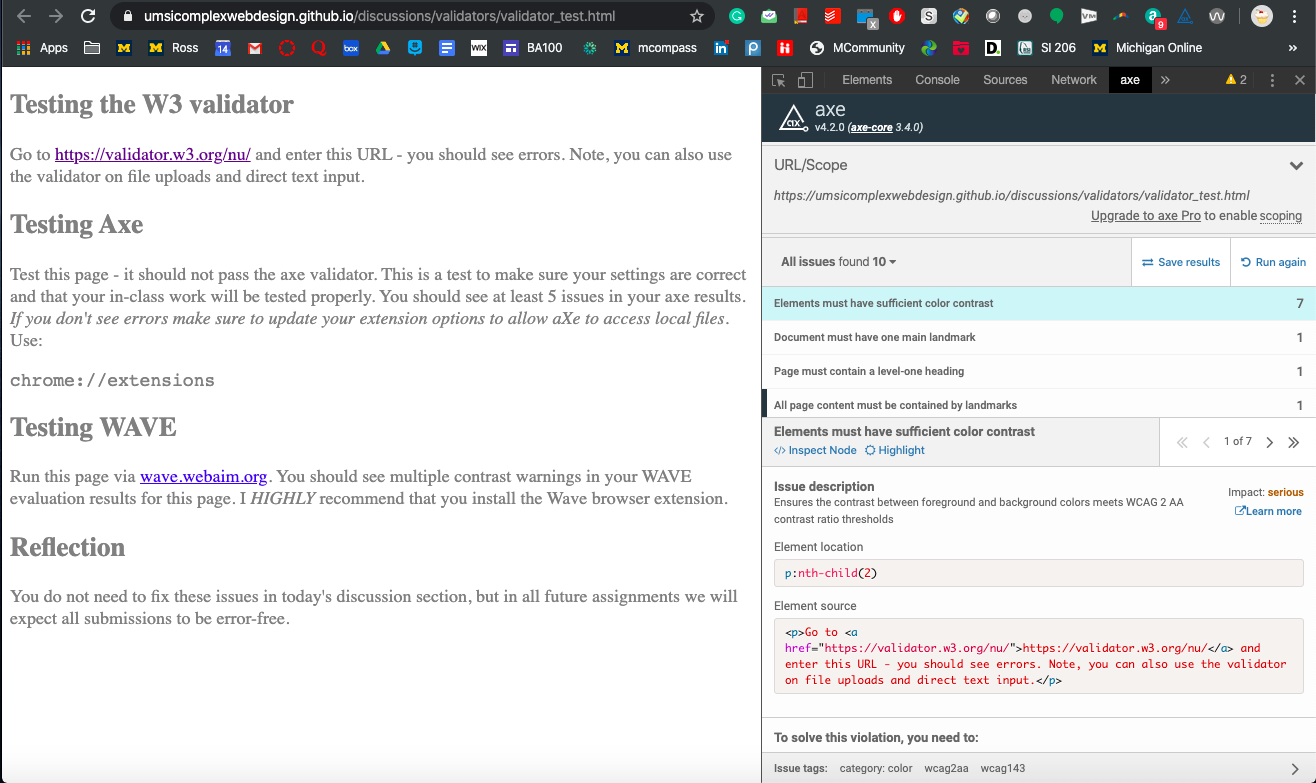 umsicomplexwebdesign.github.io/discussions/validators/validator_test.html
Apps
Ross
14
box
WIX
BA100
mcompass
MCommunity
SI 206
Michigan Online
»
Testing the W3 validator
Go to https://validator.w3.org/nu/ and enter this URL - you should see errors. Note, you can also use
the validator on file uploads and direct text input.
Testing Axe
Test this page - it should not pass the axe validator. This is a test to make sure your settings are correct
and that your in-class work will be tested properly. You should see at least 5 issues in your axe results.
If you don't see errors make sure to update your extension options to allow aXe to access local files.
Use:
chrome://extensions
Testing WAVE
Run this page via wave.webaim.org. You should see multiple contrast warnings in your WAVE
evaluation results for this page. I HIGHLY recommend that you install the Wave browser extension.
Reflection
You do not need to fix these issues in today's discussion section, but in all future assignments we will
expect all submissions to be error-free.
Elements Console Sources Network axe » 2
axe
v4.2.0 (axe-core 3.4.0)
URL/Scope
https://umsicomplexwebdesign.github.io/discussions/validators/validator_test.html
Upgrade to axe Pro to enable scoping
All issues found 10
Save results
Run again
Elements must have sufficient color contrast 7
Document must have one main landmark 1
Page must contain a level-one heading 1
All page content must be contained by landmarks 1
Elements must have sufficient color contrast
</> Inspect Node Highlight
1 of 7
Issue description
Ensures the contrast between foreground and background colors meets WCAG 2 AA
contrast ratio thresholds
Impact: serious
Learn more
Element location
p:nth-child(2)
Element source
<p>Go to <a
href="https://validator.w3.org/nu/">https://validator.w3.org/nu/</a> and
enter this URL - you should see errors. Note, you can also use the validator
on file uploads and direct text input.</p>
To solve this violation, you need to:
Issue tags: category: color wcag2aa wcag143